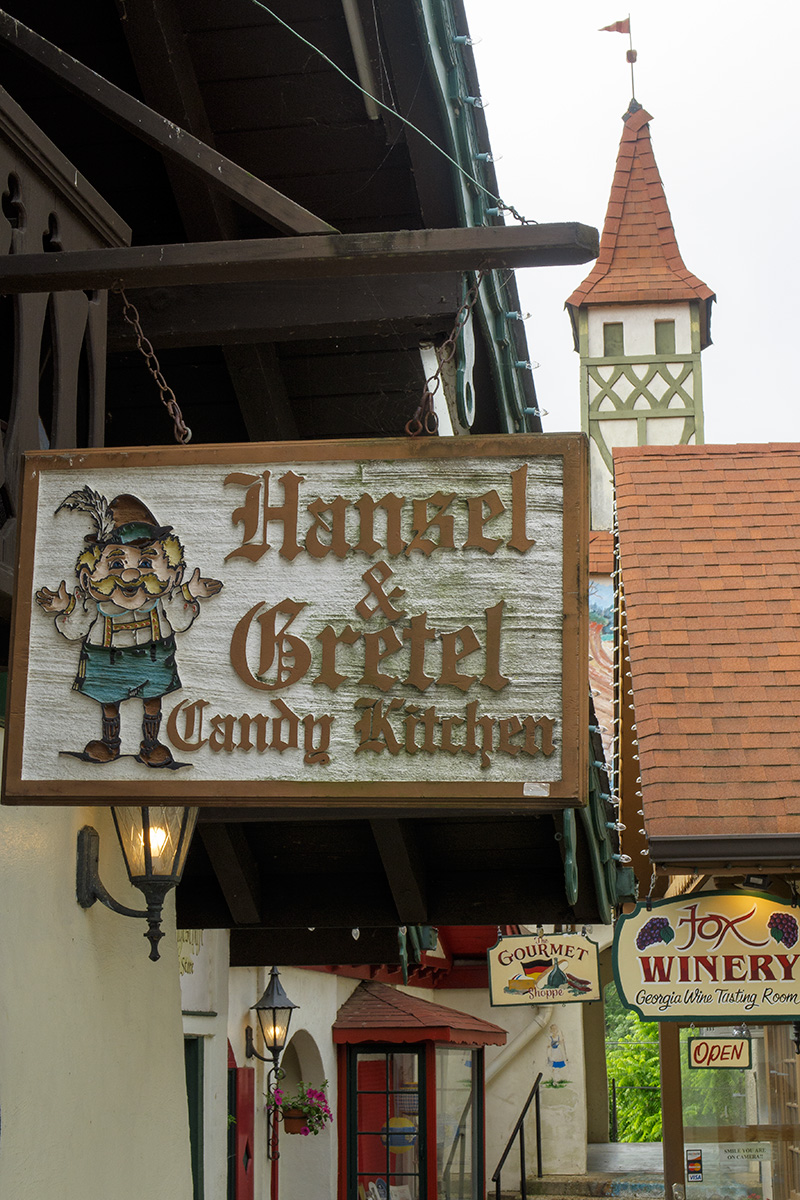 Hansel
&
Gretel
Candy Kitchen
The
GOURMET
Shoppe
Fox
WINERY
Georgia Wine Tasting Room
OPEN
SMILE YOU ARE
ON CAMERA!!
VISA